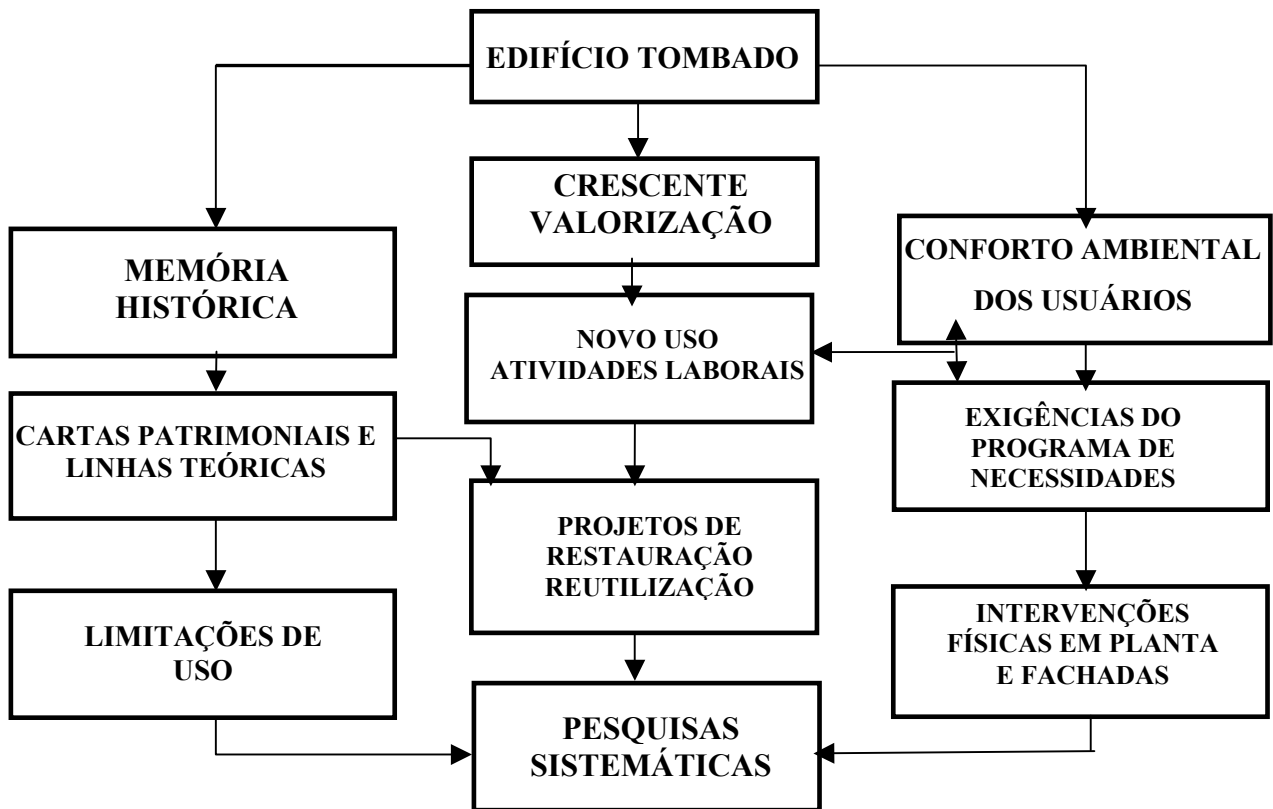 EDIFÍCIO TOMBADO
CRESCENTE
VALORIZAÇÃO
MEMÓRIA
HISTÓRICA
CONFORTO AMBIENTAL
DOS USUÁRIOS
NOVO USO
ATIVIDADES LABORAIS
CARTAS PATRIMONIAIS E
LINHAS TEÓRICAS
EXIGÊNCIAS DO
PROGRAMA DE
NECESSIDADES
PROJETOS DE
RESTAURAÇÃO
REUTILIZAÇÃO
LIMITAÇÕES DE
USO
INTERVENÇÕES
FÍSICAS EM PLANTA
E FACHADAS
PESQUISAS
SISTEMÁTICAS